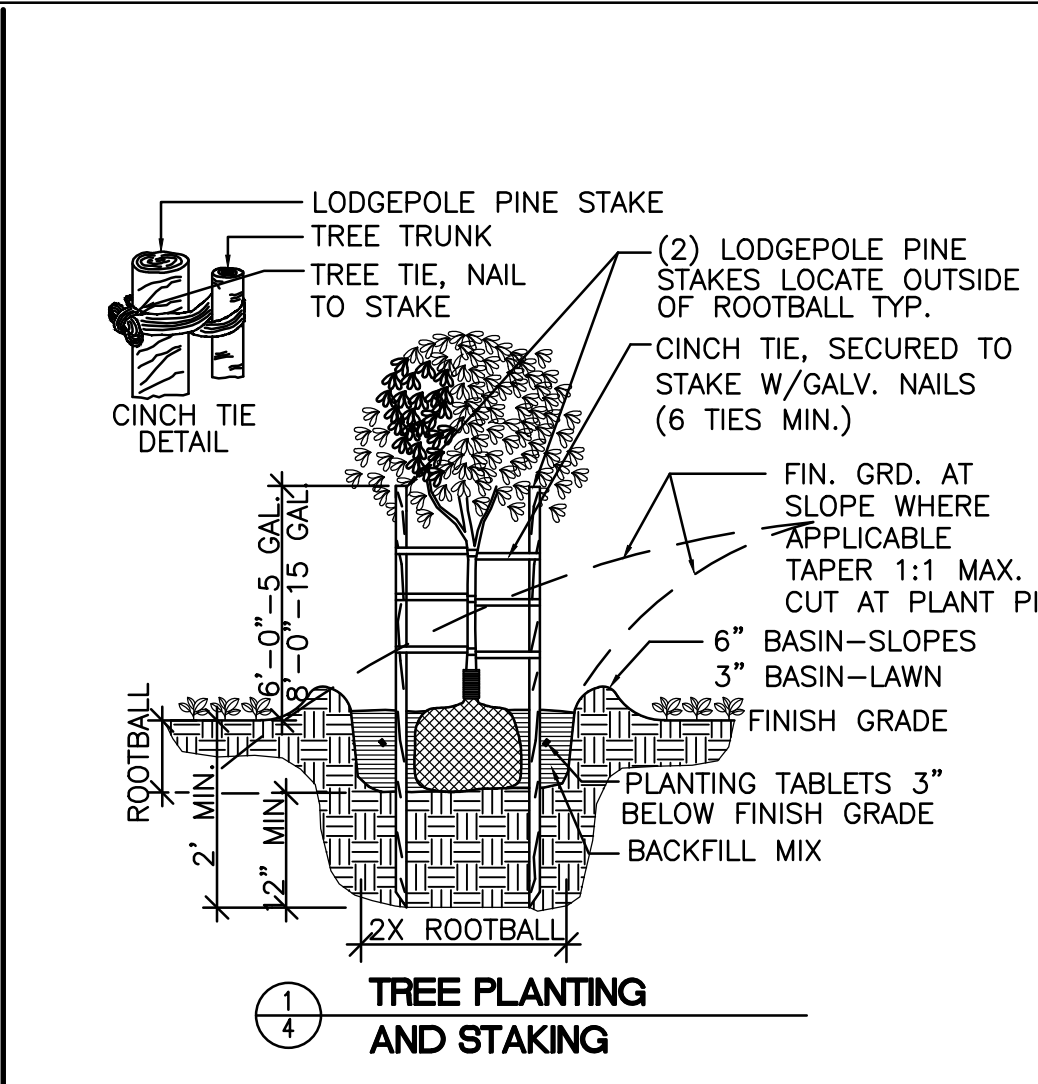 LODGEPOLE PINE STAKE
TREE TRUNK
TREE TIE, NAIL
TO STAKE
CINCH TIE
DETAIL
(2) LODGEPOLE PINE
STAKES LOCATE OUTSIDE
OF ROOTBALL TYP.
CINCH TIE, SECURED TO
STAKE W/GALV. NAILS
(6 TIES MIN.)
FIN. GRD. AT
SLOPE WHERE
APPLICABLE
TAPER 1:1 MAX.
CUT AT PLANT PI
6" BASIN-SLOPES
3" BASIN-LAWN
FINISH GRADE
PLANTING TABLETS 3"
BELOW FINISH GRADE
BACKFILL MIX
6'-0"-5 GAL.
8'-0"-15 GAL.
ROOTBALL
2' MIN.
12" MIN.
2X ROOTBALL
1
4
TREE PLANTING
AND STAKING